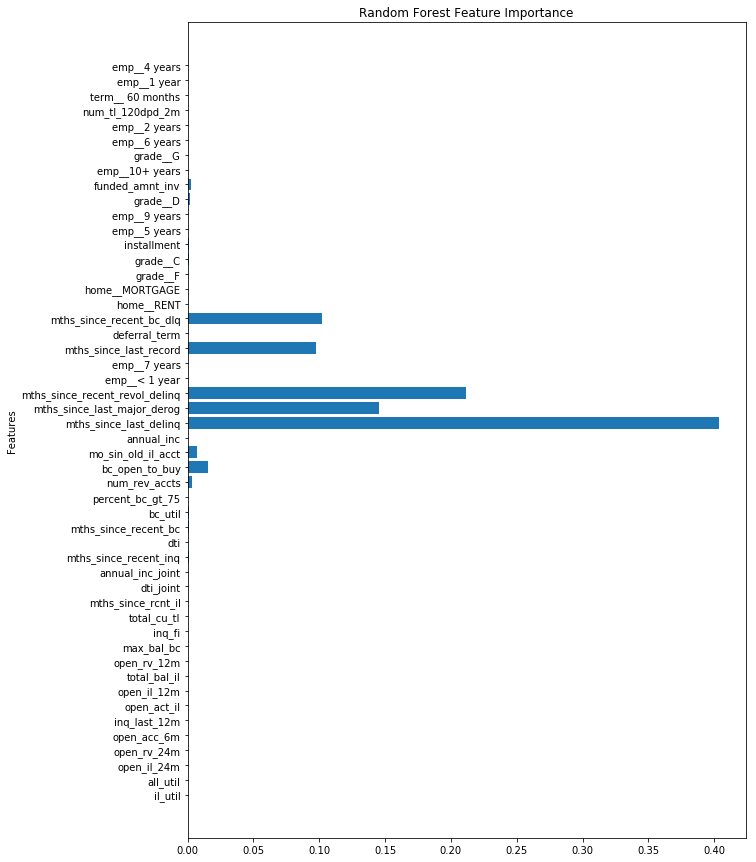 Random Forest Feature Importance
emp__4 years
emp__1 year
term__ 60 months
num_tl_120dpd_2m
emp__2 years
emp__6 years
grade__G
emp__10+ years
funded_amnt_inv
grade__D
emp__9 years
emp__5 years
installment
grade__C
grade__F
home__MORTGAGE
home__RENT
mths_since_recent_bc_dlq
deferral_term
mths_since_last_record
emp__7 years
emp__< 1 year
mths_since_recent_revol_delinq
mths_since_last_major_derog
mths_since_last_delinq
annual_inc
mo_sin_old_il_acct
bc_open_to_buy
num_rev_accts
percent_bc_gt_75
bc_util
mths_since_recent_bc
dti
mths_since_recent_inq
annual_inc_joint
dti_joint
mths_since_rcnt_il
total_cu_tl
inq_fi
max_bal_bc
open_rv_12m
total_bal_il
open_il_12m
open_act_il
inq_last_12m
open_acc_6m
open_rv_24m
open_il_24m
all_util
il_util
Features
0.00 0.05 0.10 0.15 0.20 0.25 0.30 0.35 0.40